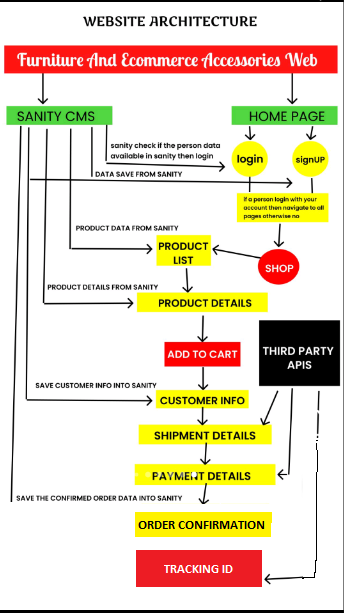 WEBSITE ARCHITECTURE
Furniture And Ecommerce Accessories Web
SANITY CMS
HOME PAGE
sanity check if the person data
available in sanity then login
login
signUP
DATA SAVE FROM SANITY
if a person login with your
account then navigate to all
pages otherwise no
PRODUCT DATA FROM SANITY
PRODUCT
LIST
SHOP
PRODUCT DETAILS FROM SANITY
PRODUCT DETAILS
ADD TO CART
THIRD PARTY
APIS
SAVE CUSTOMER INFO INTO SANITY
CUSTOMER INFO
SHIPMENT DETAILS
PAYMENT DETAILS
SAVE THE CONFIRMED ORDER DATA INTO SANITY
ORDER CONFIRMATION
TRACKING ID